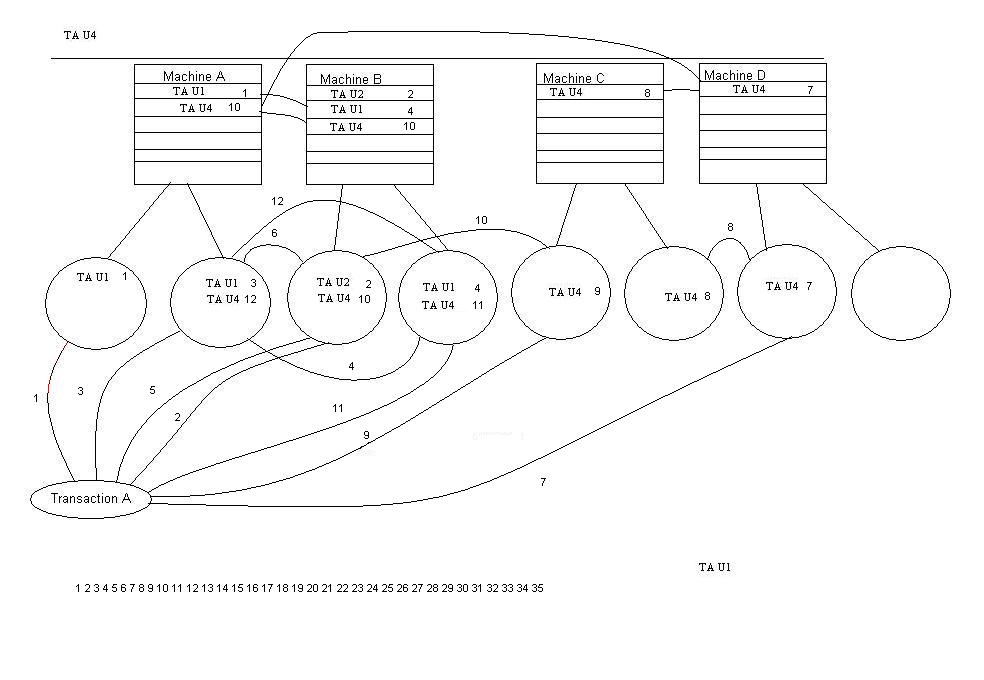 TA U4
Machine A
TA U1 1
TA U4 10
Machine B
TA U2 2
TA U1 4
TA U4 10
Machine C
TA U4 8
Machine D
TA U4 7
12
6
10
8
TA U1 1
TA U1 3
TA U4 12
TA U2 2
TA U4 10
TA U1 4
TA U4 11
TA U4 9
TA U4 8
TA U4 7
1
3
5
2
4
11
9
7
Transaction A
TA U1
1 2 3 4 5 6 7 8 9 10 11 12 13 14 15 16 17 18 19 20 21 22 23 24 25 26 27 28 29 30 31 32 33 34 35